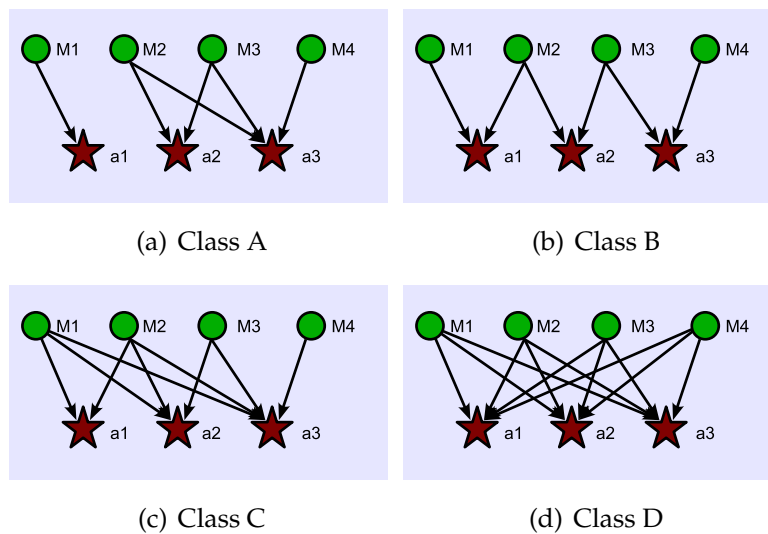 M1 M2 M3 M4
a1 a2 a3
(a) Class A
M1 M2 M3 M4
a1 a2 a3
(b) Class B
M1 M2 M3 M4
a1 a2 a3
(c) Class C
M1 M2 M3 M4
a1 a2 a3
(d) Class D